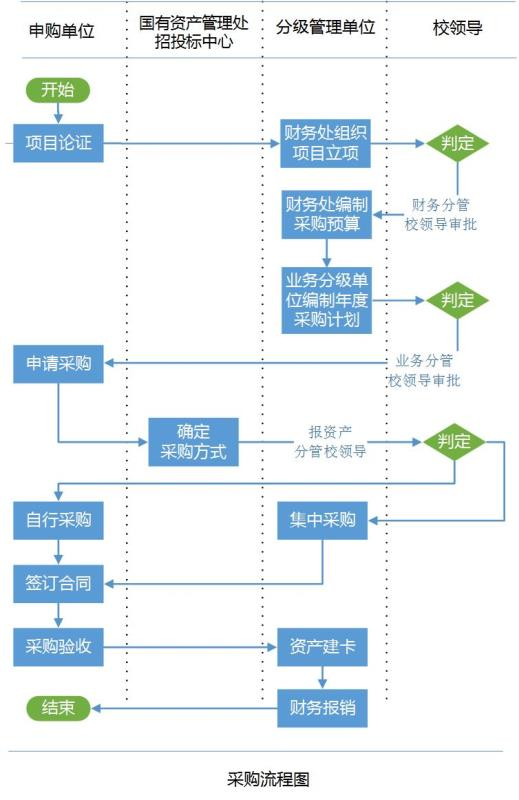 申购单位
国有资产管理处
招投标中心
分级管理单位
校领导
开始
项目论证
财务处组织
项目立项
判定
财务分管
校领导审批
财务处编制
采购预算
业务分级单
位编制年度
采购计划
判定
业务分管
校领导审批
申请采购
确定
采购方式
报资产
分管校领导
判定
自行采购
集中采购
签订合同
采购验收
资产建卡
结束
财务报销
采购流程图